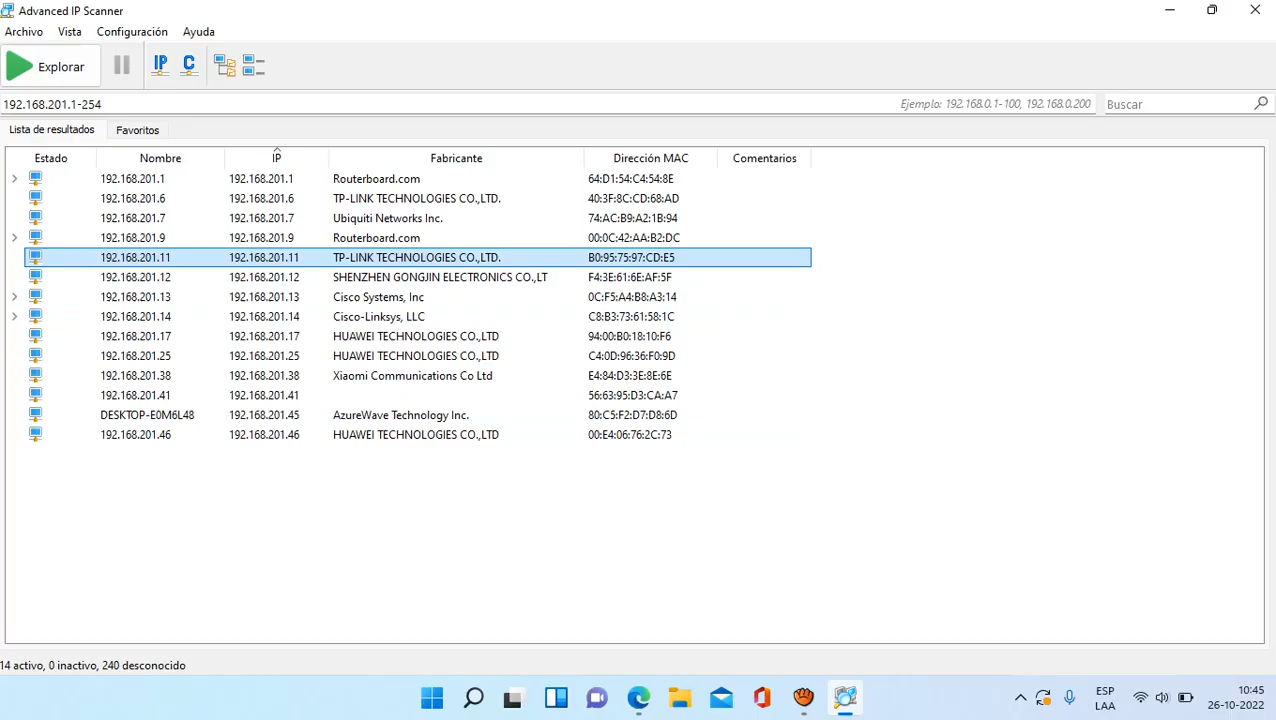 Advanced IP Scanner
Archivo Vista Configuración Ayuda
Explorar IP C
192.168.201.1-254 Ejemplo: 192.168.0.1-100, 192.168.0.200 Buscar
Lista de resultados Favoritos
Estado Nombre IP Fabricante Dirección MAC Comentarios
192.168.201.1 192.168.201.1 Routerboard.com 64:D1:54:C4:54:8E
192.168.201.6 192.168.201.6 TP-LINK TECHNOLOGIES CO.,LTD. 40:3F:8C:CD:68:AD
192.168.201.7 192.168.201.7 Ubiquiti Networks Inc. 74:AC:B9:A2:1B:94
192.168.201.9 192.168.201.9 Routerboard.com 00:0C:42:AA:B2:DC
192.168.201.11 192.168.201.11 TP-LINK TECHNOLOGIES CO.,LTD. B0:95:75:97:CD:E5
192.168.201.12 192.168.201.12 SHENZHEN GONGJIN ELECTRONICS CO.,LT F4:3E:61:6E:AF:5F
192.168.201.13 192.168.201.13 Cisco Systems, Inc 0C:F5:A4:B8:A3:14
192.168.201.14 192.168.201.14 Cisco-Linksys, LLC C8:B3:73:61:58:1C
192.168.201.17 192.168.201.17 HUAWEI TECHNOLOGIES CO.,LTD 94:00:B0:18:10:F6
192.168.201.25 192.168.201.25 HUAWEI TECHNOLOGIES CO.,LTD C4:0D:96:36:F0:9D
192.168.201.38 192.168.201.38 Xiaomi Communications Co Ltd E4:84:D3:3E:8E:6E
192.168.201.41 192.168.201.41 56:63:95:D3:CA:A7
DESKTOP-E0M6L48 192.168.201.45 AzureWave Technology Inc. 80:C5:F2:D7:D8:6D
192.168.201.46 192.168.201.46 HUAWEI TECHNOLOGIES CO.,LTD 00:E4:06:76:2C:73
14 activo, 0 inactivo, 240 desconocido
ESP 10:45
LAA 26-10-2022